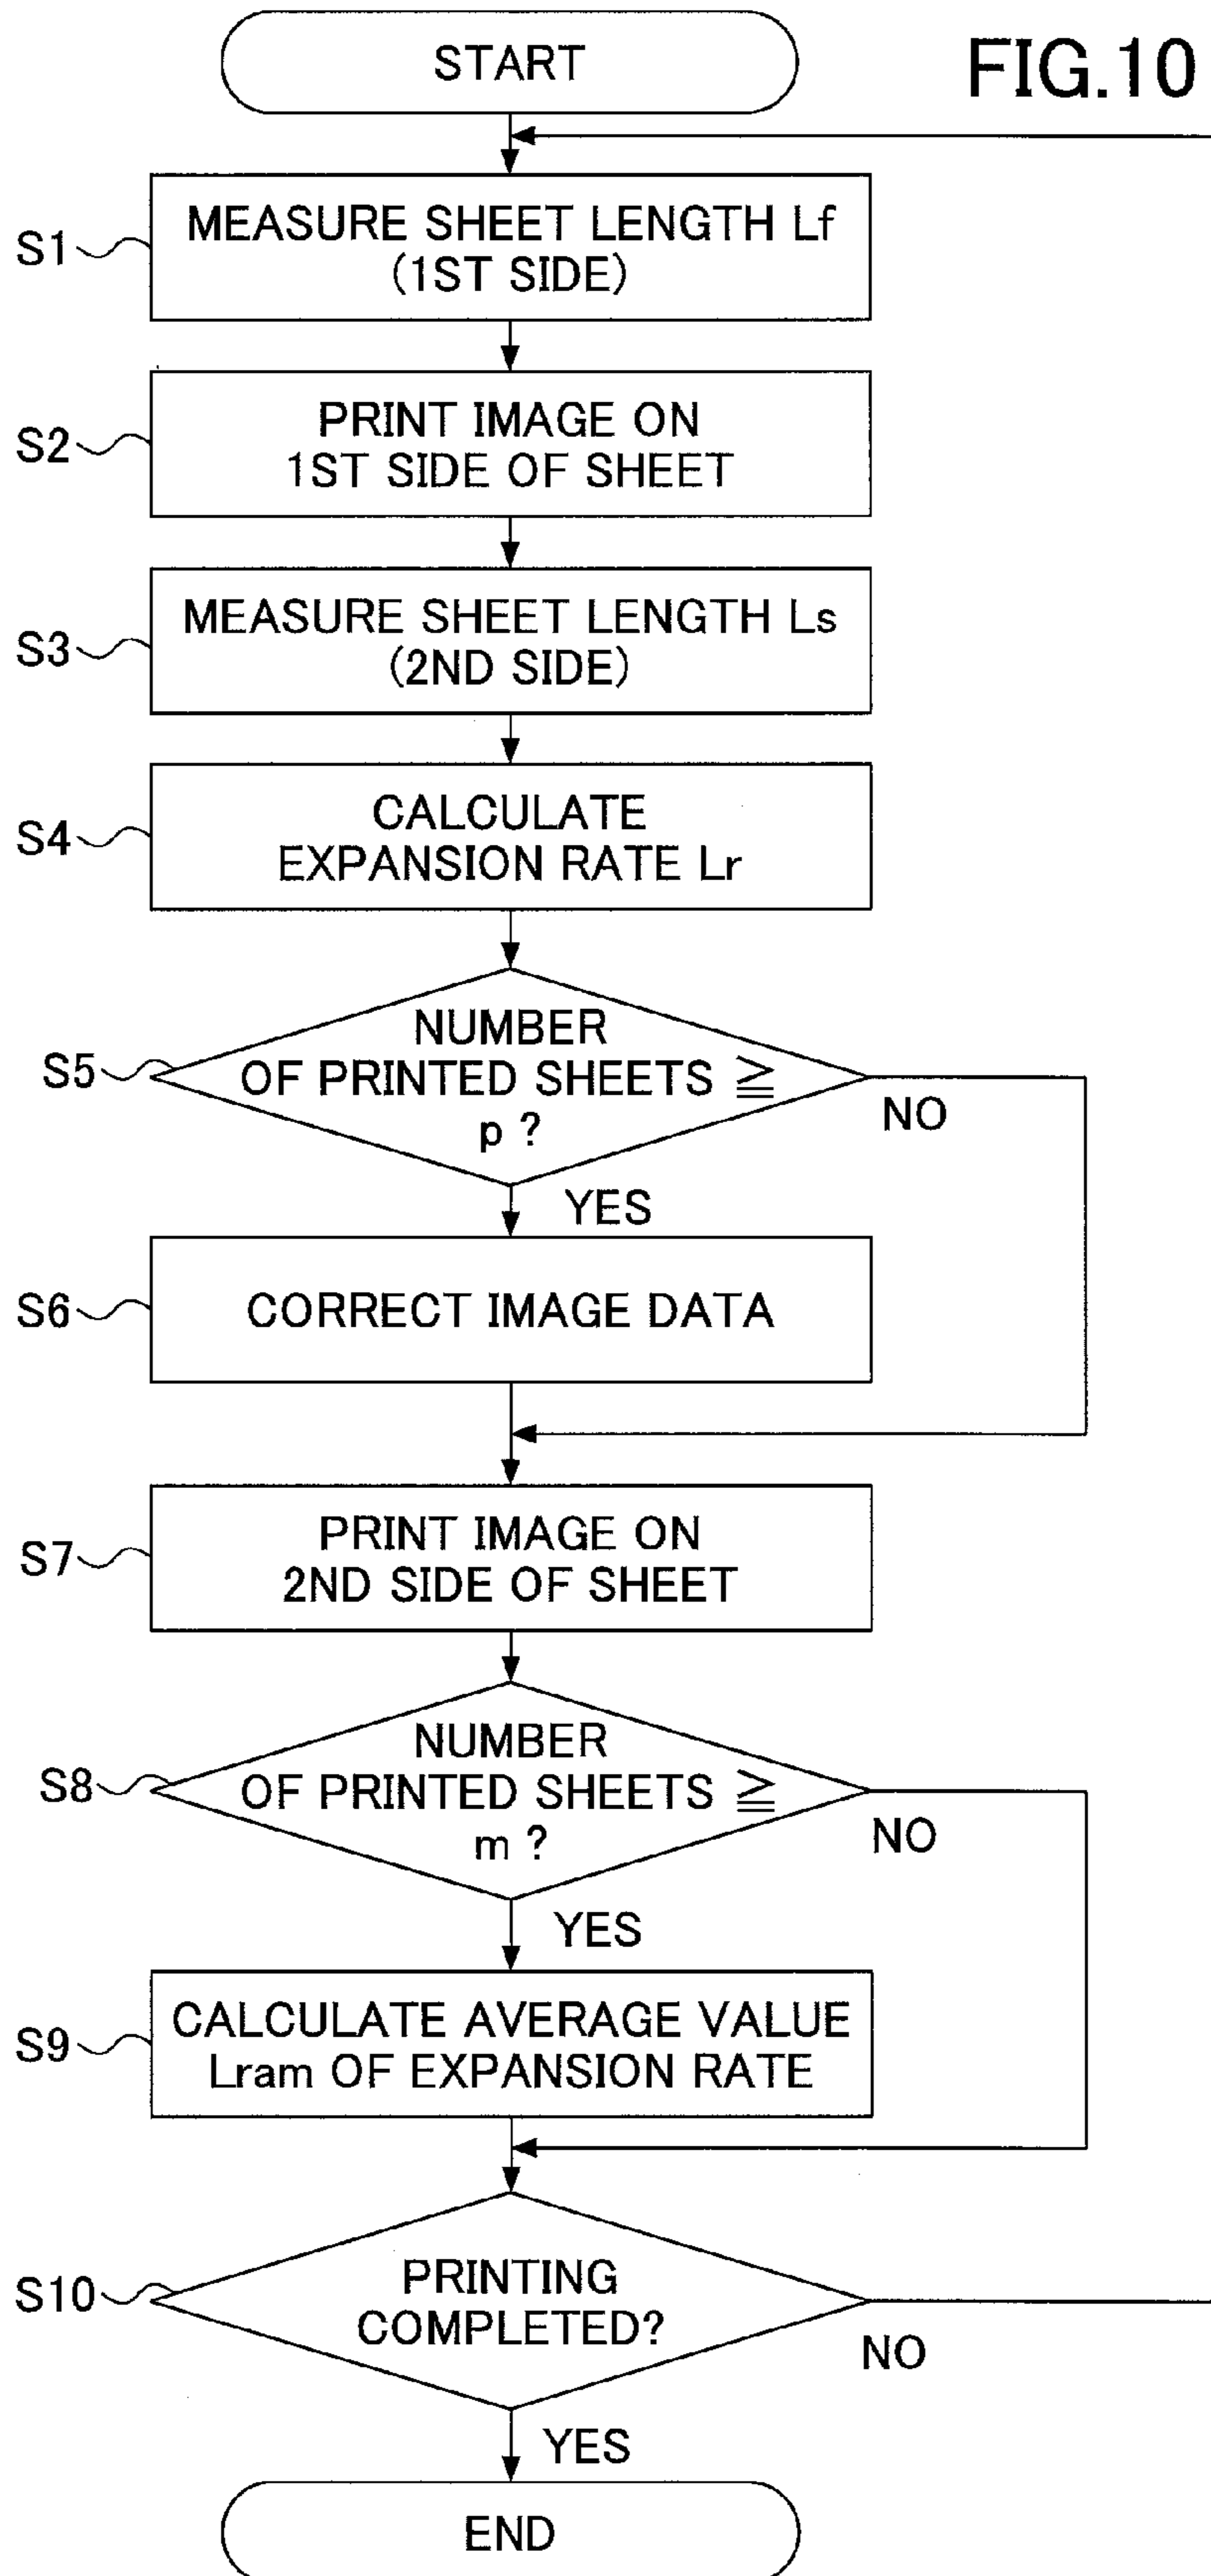 FIG.10
START
S1
MEASURE SHEET LENGTH Lf
(1ST SIDE)
S2
PRINT IMAGE ON
1ST SIDE OF SHEET
S3
MEASURE SHEET LENGTH Ls
(2ND SIDE)
S4
CALCULATE
EXPANSION RATE Lr
S5
NUMBER
OF PRINTED SHEETS ≧
p ?
NO
YES
S6
CORRECT IMAGE DATA
S7
PRINT IMAGE ON
2ND SIDE OF SHEET
S8
NUMBER
OF PRINTED SHEETS ≧
m ?
NO
YES
S9
CALCULATE AVERAGE VALUE
Lram OF EXPANSION RATE
S10
PRINTING
COMPLETED?
NO
YES
END